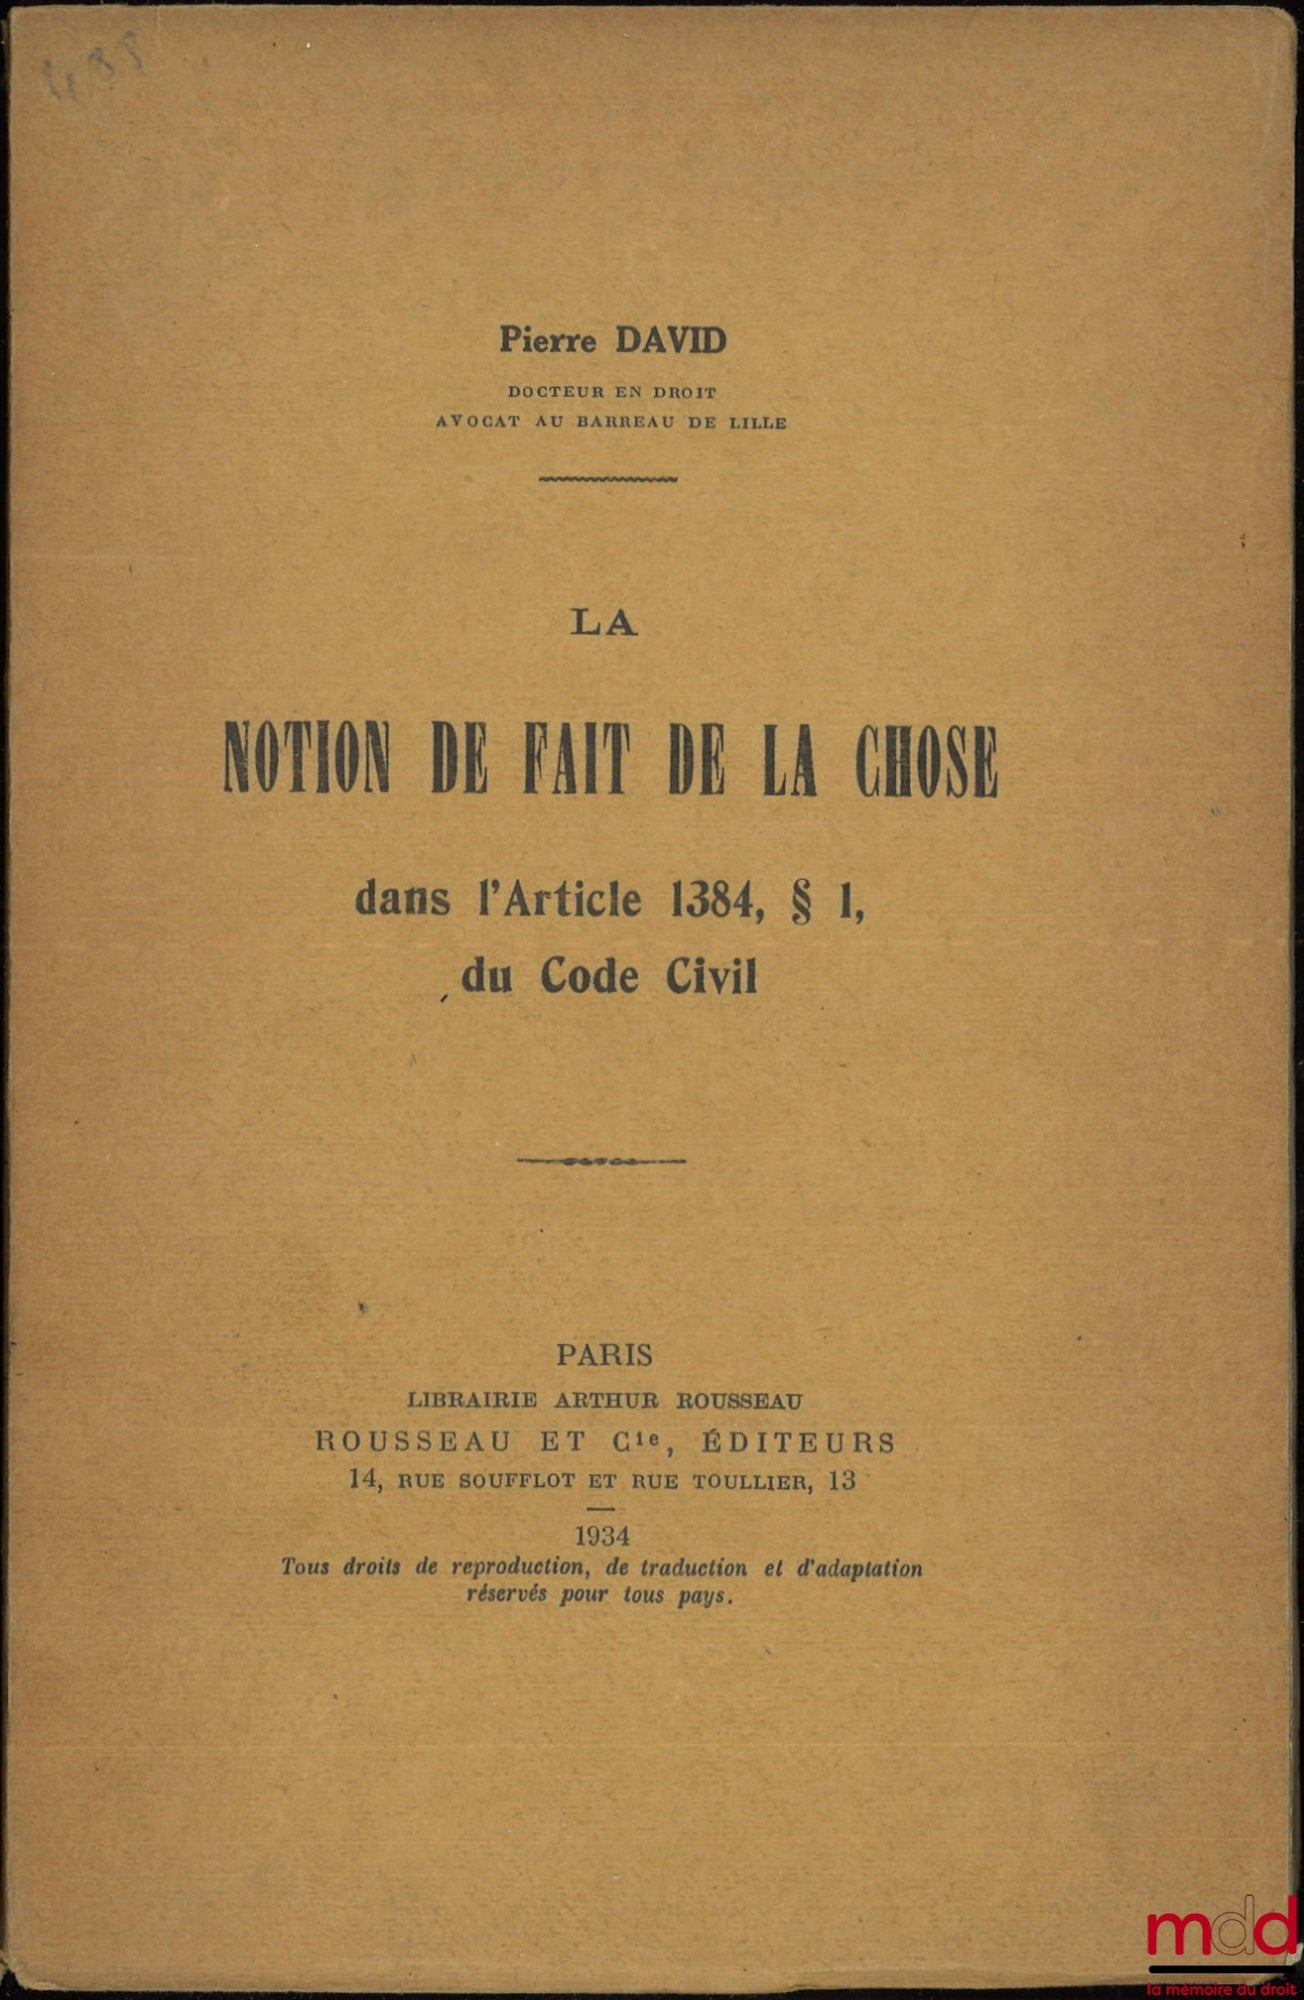 Pierre DAVID
DOCTEUR EN DROIT
AVOCAT AU BARREAU DE LILLE
LA
NOTION DE FAIT DE LA CHOSE
dans l'Article 1384, § 1,
du Code Civil
PARIS
LIBRAIRIE ARTHUR ROUSSEAU
ROUSSEAU ET Cie, ÉDITEURS
14, RUE SOUFFLOT ET RUE TOULLIER, 13
1934
Tous droits de reproduction, de traduction et d'adaptation
réservés pour tous pays.
mdd
la mémoire du droit